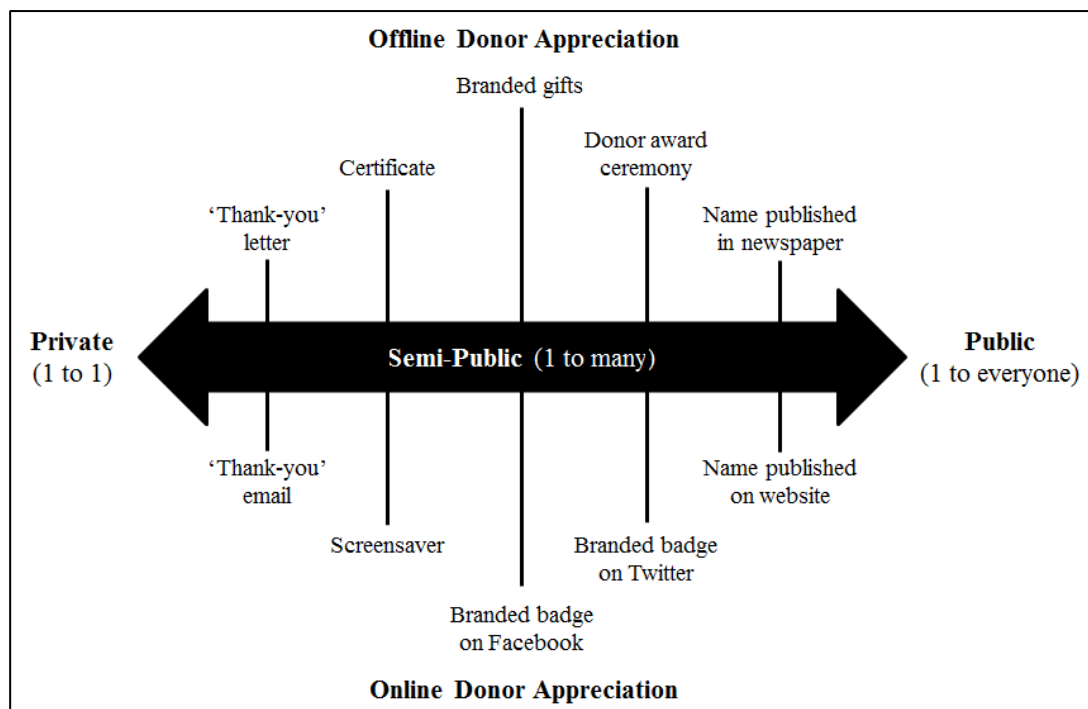 Offline Donor Appreciation
Branded gifts
Donor award
ceremony
Certificate
‘Thank-you’
letter
Name published
in newspaper
Private
(1 to 1)
Semi-Public (1 to many)
Public
(1 to everyone)
‘Thank-you’
email
Name published
on website
Screensaver
Branded badge
on Twitter
Branded badge
on Facebook
Online Donor Appreciation